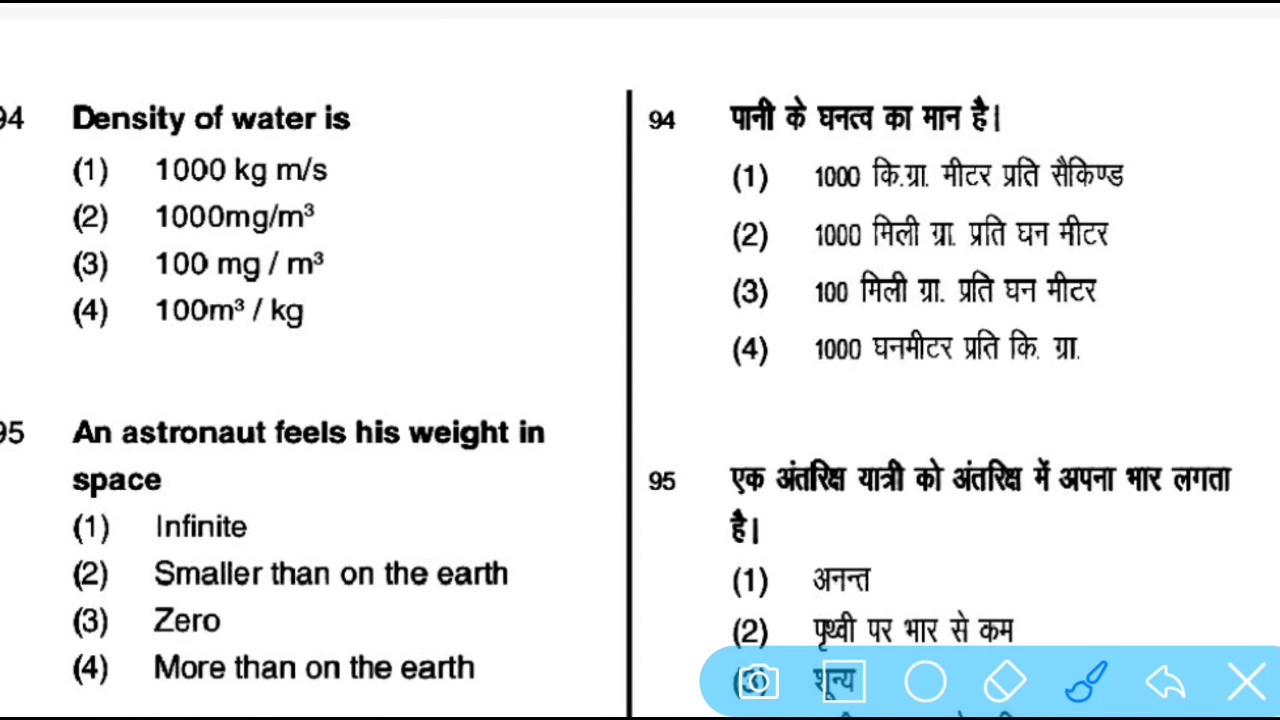 94 Density of water is
(1) 1000 kg m/s
(2) 1000mg/m³
(3) 100 mg / m³
(4) 100m³ / kg
95 An astronaut feels his weight in
space
(1) Infinite
(2) Smaller than on the earth
(3) Zero
(4) More than on the earth
94 पानी के घनत्व का मान है।
(1) 1000 कि.ग्रा. मीटर प्रति सैकिण्ड
(2) 1000 मिली ग्रा. प्रति घन मीटर
(3) 100 मिली ग्रा. प्रति घन मीटर
(4) 1000 घनमीटर प्रति कि. ग्रा.
95 एक अंतरिक्ष यात्री को अंतरिक्ष में अपना भार लगता
है।
(1) अनन्त
(2) पृथ्वी पर भार से कम
(3) शून्य